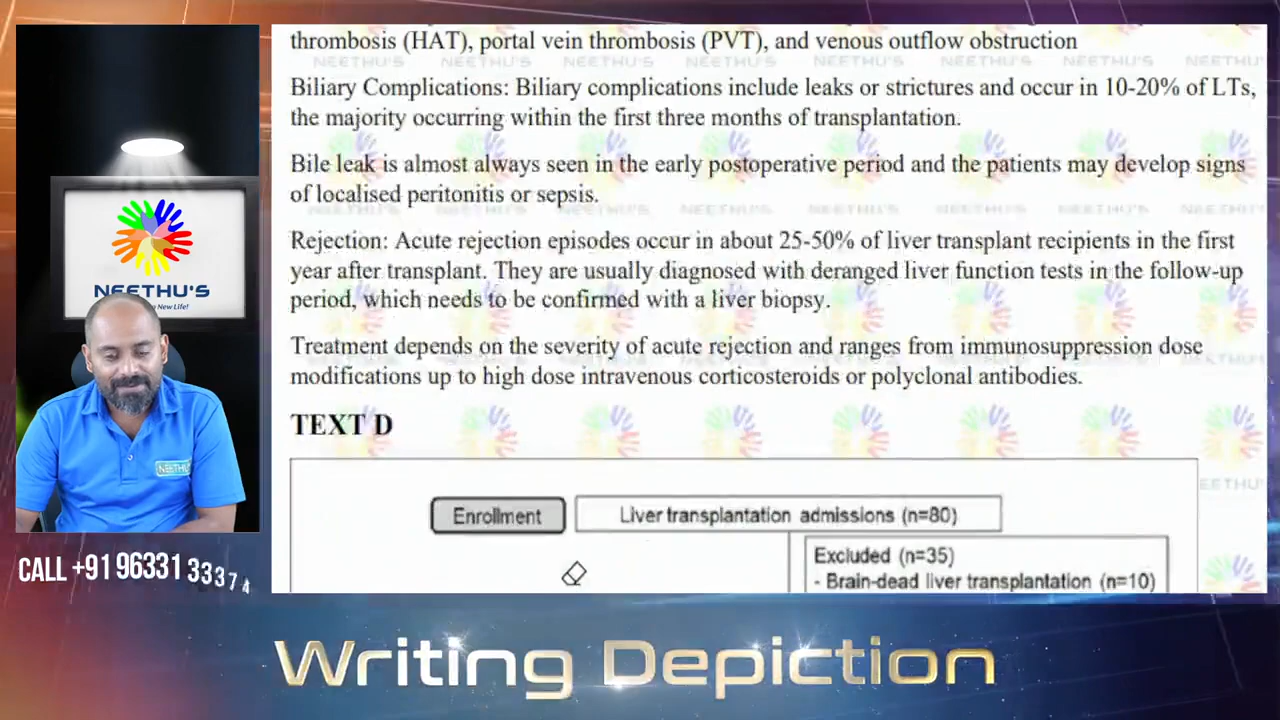 thrombosis (HAT), portal vein thrombosis (PVT), and venous outflow obstruction
Biliary Complications: Biliary complications include leaks or strictures and occur in 10-20% of LTs,
the majority occurring within the first three months of transplantation.
Bile leak is almost always seen in the early postoperative period and the patients may develop signs
of localised peritonitis or sepsis.
Rejection: Acute rejection episodes occur in about 25-50% of liver transplant recipients in the first
year after transplant. They are usually diagnosed with deranged liver function tests in the follow-up
period, which needs to be confirmed with a liver biopsy.
Treatment depends on the severity of acute rejection and ranges from immunosuppression dose
modifications up to high dose intravenous corticosteroids or polyclonal antibodies.
TEXT D
Enrollment
Liver transplantation admissions (n=80)
Excluded (n=35)
- Brain-dead liver transplantation (n=10)
NEETHU'S
New Life!
NEETHU'S
CALL +91 96331 33374
Writing Depiction